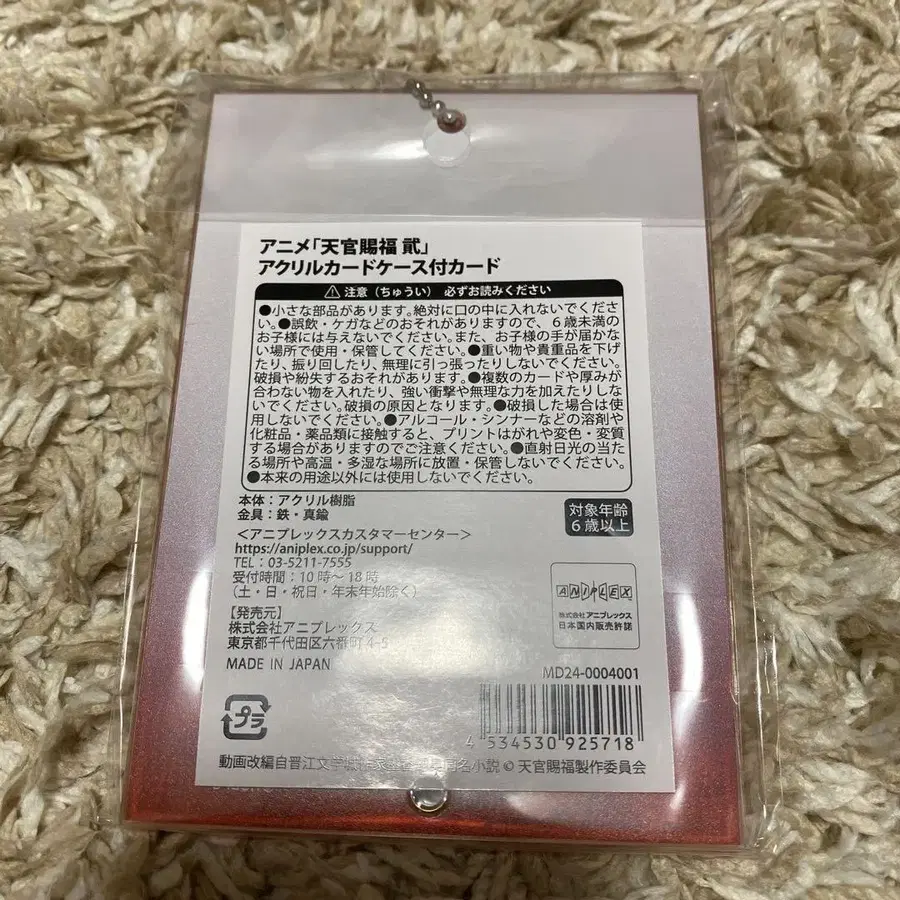 アニメ「天官賜福 貮」
アクリルカードケース付カード
⚠ 注意（ちゅうい） 必ずお読みください
●小さな部品があります。絶対に口の中に入れないでくださ
い。●誤飲・ケガなどのおそれがありますので、６歳未満の
お子様には与えないでください。また、お子様の手が届かな
い場所で使用・保管してください。●重い物や貴重品を下げ
たり、振り回したり、無理に引っ張ったりしないでください。
破損や紛失するおそれがあります。●複数のカードや厚みが
合わない物を入れたり、強い衝撃や無理な力を加えたりしな
いでください。破損の原因となります。●破損した場合は使
用しないでください。●アルコール・シンナーなどの溶剤や
化粧品・薬品類に接触すると、プリントはがれや変色・変質
する場合がありますのでご注意ください。●直射日光の当た
る場所や高温・多湿な場所に放置・保管しないでください。
●本来の用途以外には使用しないでください。
本体：アクリル樹脂
金具：鉄・真鍮
対象年齢
６歳以上
＜アニプレックスカスタマーセンター＞
https://aniplex.co.jp/support/
TEL：03-5211-7555
受付時間：10時～18時
（土・日・祝日・年末年始除く）
ANIPLEX
株式会社アニプレックス
日本国内販売許諾
【発売元】
株式会社アニプレックス
東京都千代田区六番町 4-5
MADE IN JAPAN
MD24-0004001
プラ
4 534530 925718
動画改編自晋江文学城 同名小説 © 天官賜福製作委員会